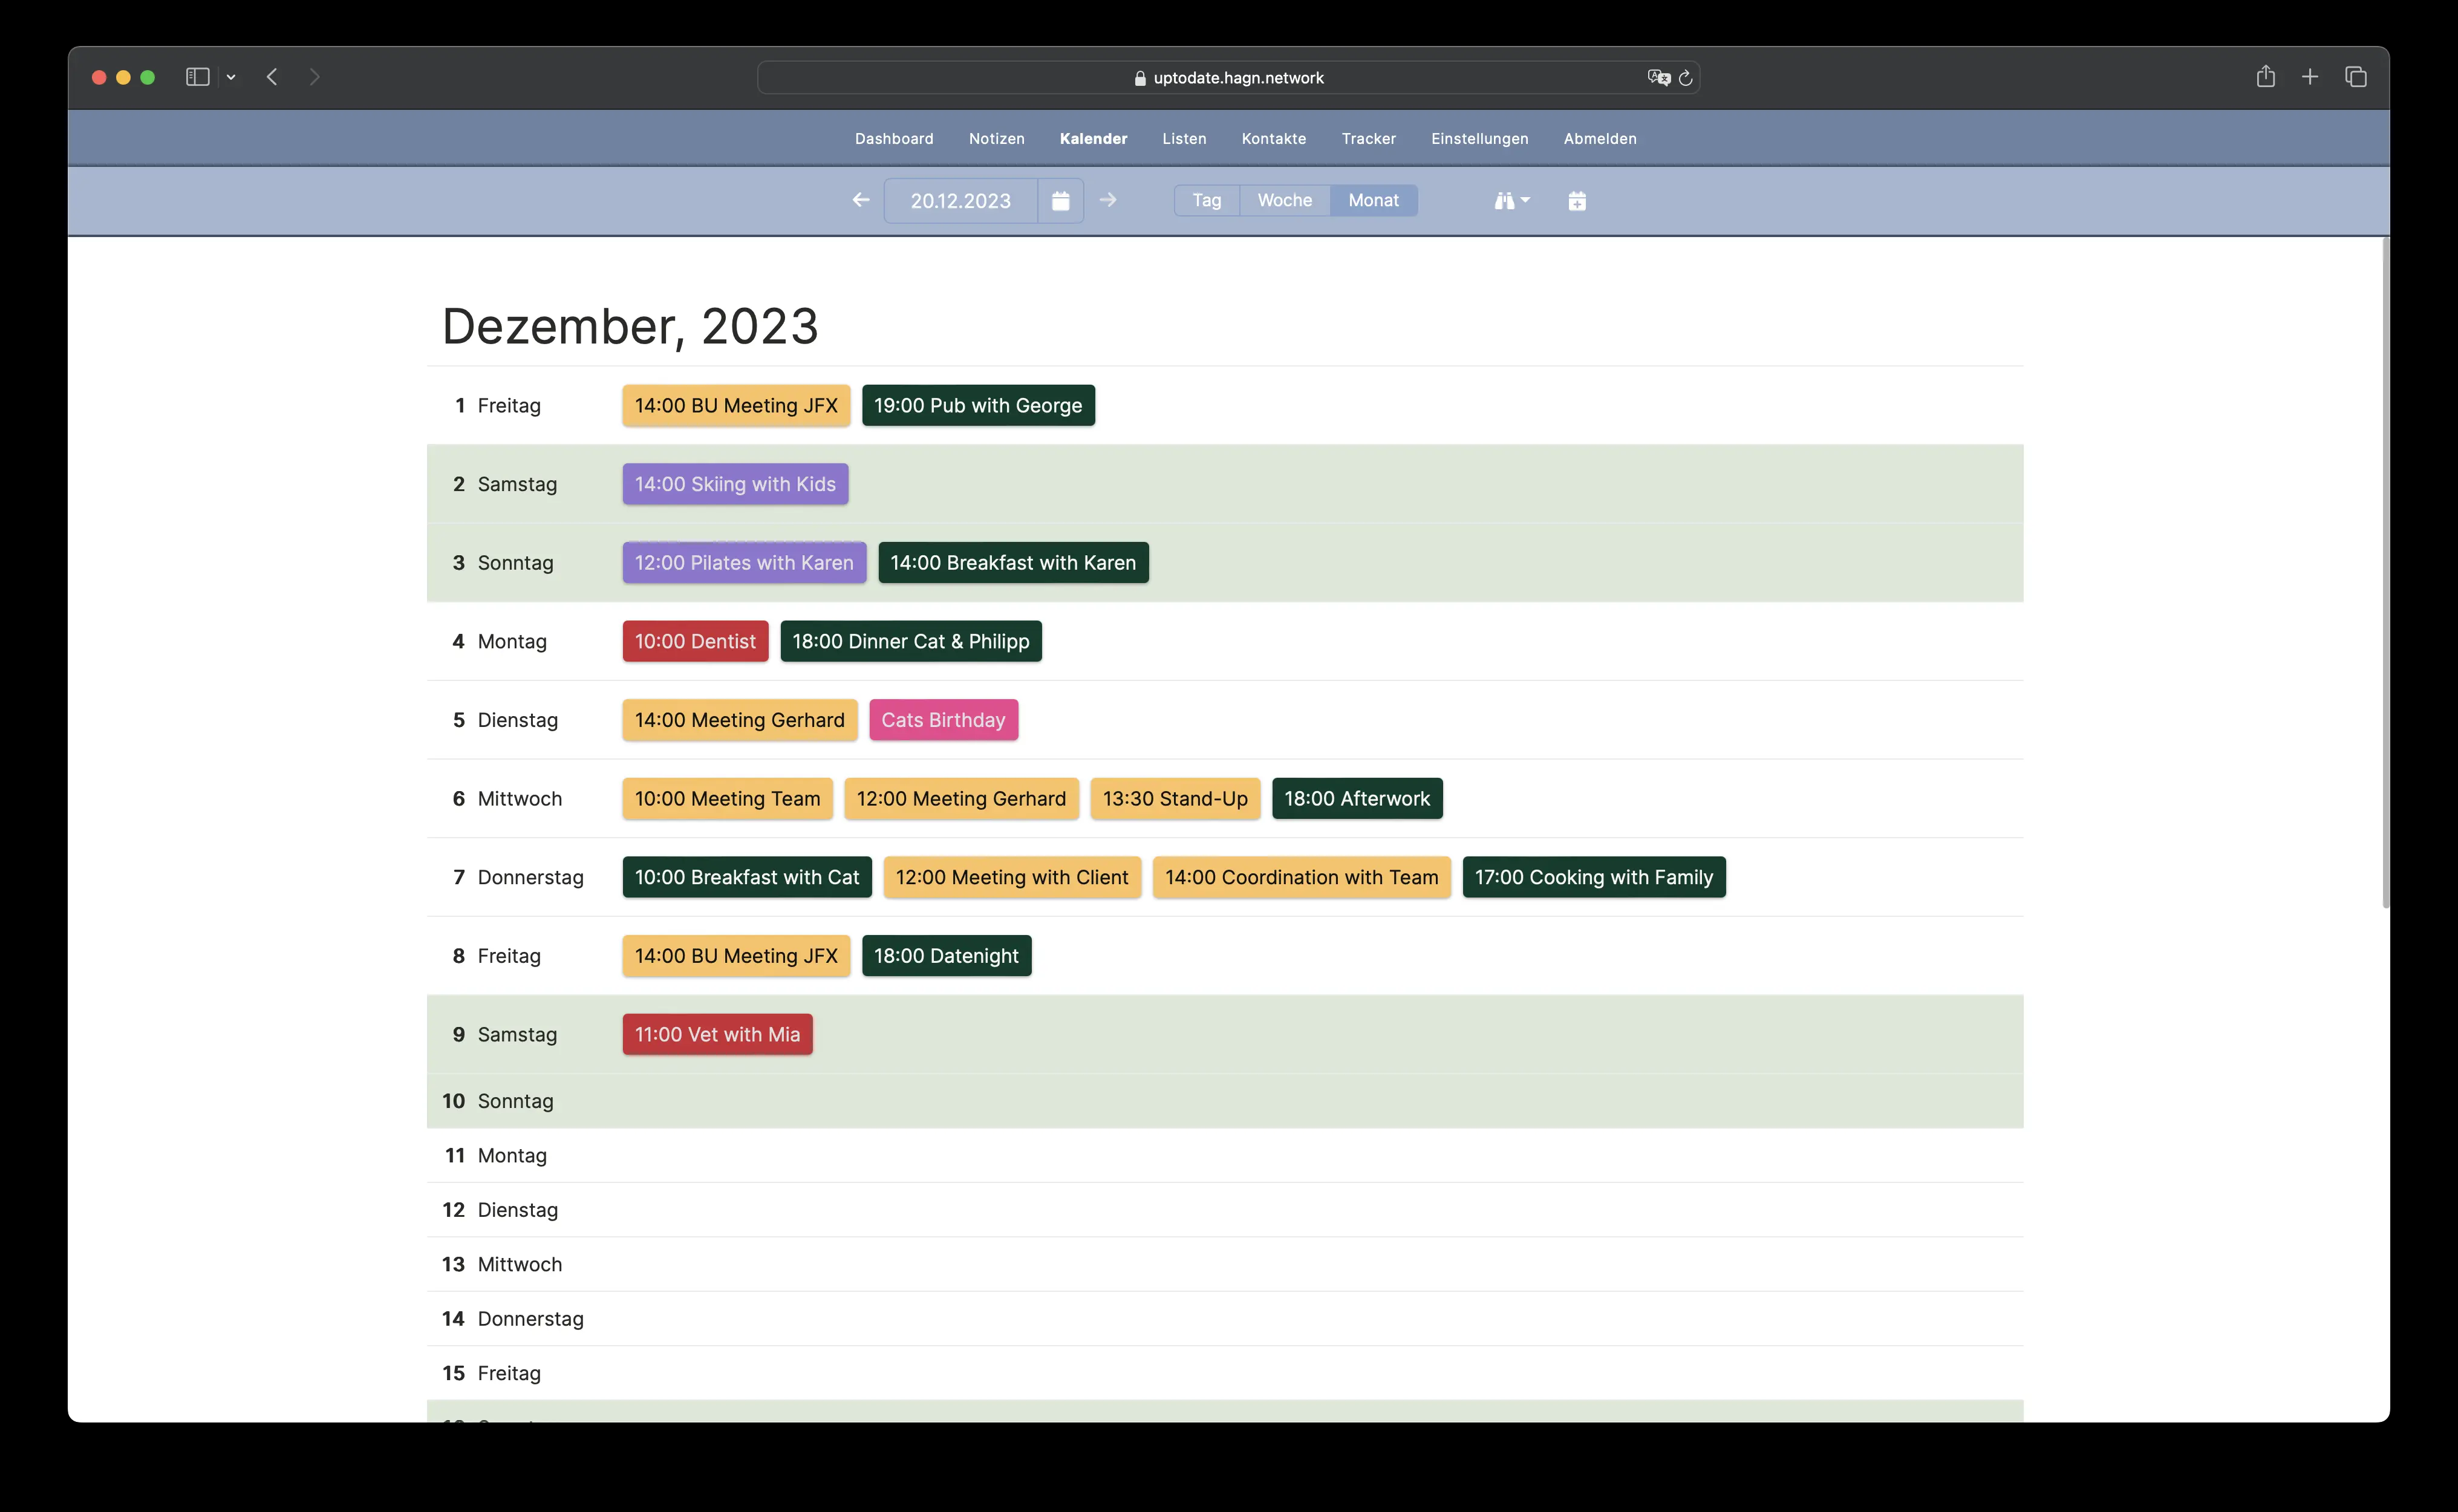 uptodate.hagn.network
Dashboard Notizen Kalender Listen Kontakte Tracker Einstellungen Abmelden
20.12.2023 Tag Woche Monat
Dezember, 2023
1 Freitag 14:00 BU Meeting JFX 19:00 Pub with George
2 Samstag 14:00 Skiing with Kids
3 Sonntag 12:00 Pilates with Karen 14:00 Breakfast with Karen
4 Montag 10:00 Dentist 18:00 Dinner Cat & Philipp
5 Dienstag 14:00 Meeting Gerhard Cats Birthday
6 Mittwoch 10:00 Meeting Team 12:00 Meeting Gerhard 13:30 Stand-Up 18:00 Afterwork
7 Donnerstag 10:00 Breakfast with Cat 12:00 Meeting with Client 14:00 Coordination with Team 17:00 Cooking with Family
8 Freitag 14:00 BU Meeting JFX 18:00 Datenight
9 Samstag 11:00 Vet with Mia
10 Sonntag
11 Montag
12 Dienstag
13 Mittwoch
14 Donnerstag
15 Freitag